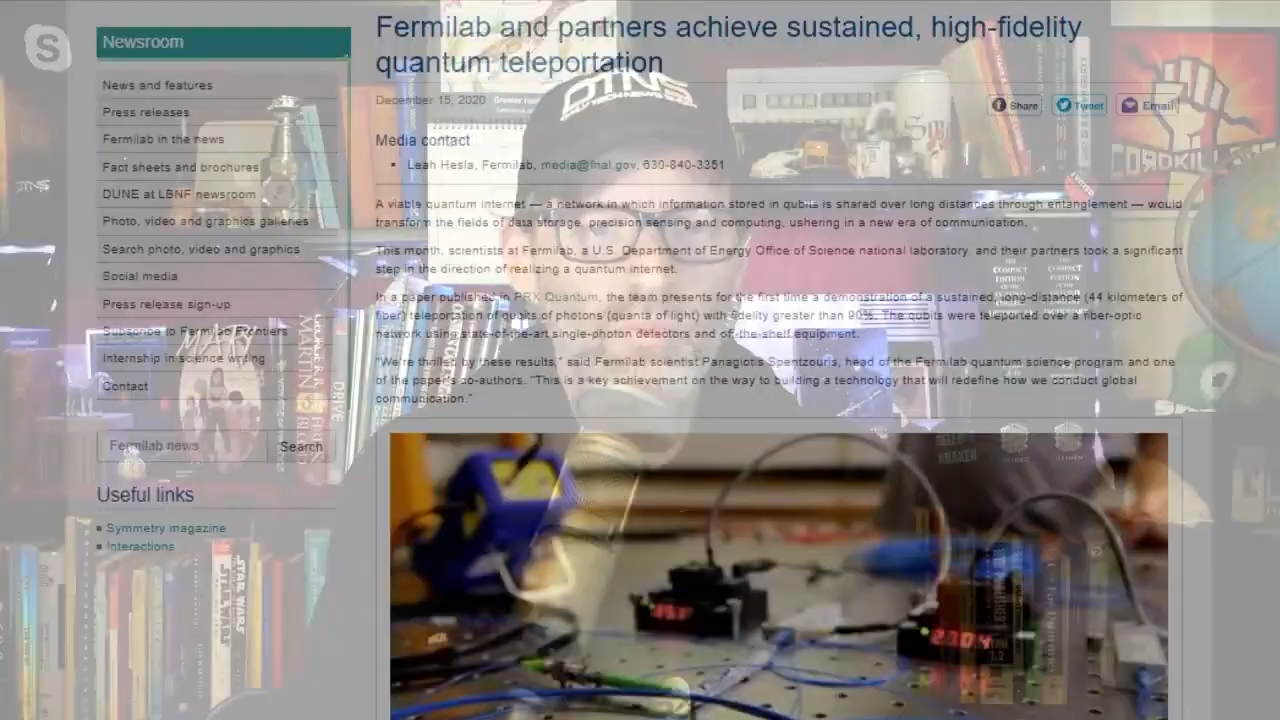 Fermilab and partners achieve sustained, high-fidelity
quantum teleportation
December 15, 2020
Share
Tweet
Email
Media contact
Leah Hesla, Fermilab, media@fnal.gov, 630-840-3351
A viable quantum internet — a network in which information stored in qubits is shared over long distances through entanglement — would
transform the fields of data storage, precision sensing and computing, ushering in a new era of communication.
This month, scientists at Fermilab, a U.S. Department of Energy Office of Science national laboratory, and their partners took a significant
step in the direction of realizing a quantum internet.
In a paper published in PRX Quantum, the team presents for the first time a demonstration of a sustained, long-distance (44 kilometers of
fiber) teleportation of qubits of photons (quanta of light) with fidelity greater than 90%. The qubits were teleported over a fiber-optic
network using state-of-the-art single-photon detectors and off-the-shelf equipment.
"We're thrilled by these results," said Fermilab scientist Panagiotis Spentzouris, head of the Fermilab quantum science program and one
of the paper's co-authors. "This is a key achievement on the way to building a technology that will redefine how we conduct global
communication."
Newsroom
News and features
Press releases
Fermilab in the news
Fact sheets and brochures
DUNE at LBNF newsroom
Photo, video and graphics galleries
Search photo, video and graphics
Social media
Press release sign-up
Subscribe to Fermilab Frontiers
Internship in science writing
Contact
Fermilab news
Search
Useful links
Symmetry magazine
Interactions
S
DTNS
DTNS
MARTIN
DRIVE
STAR WARS
STAR WARS
THE
COMPACT
EDITION
THE
COMPACT
EDITION
KRAKEN